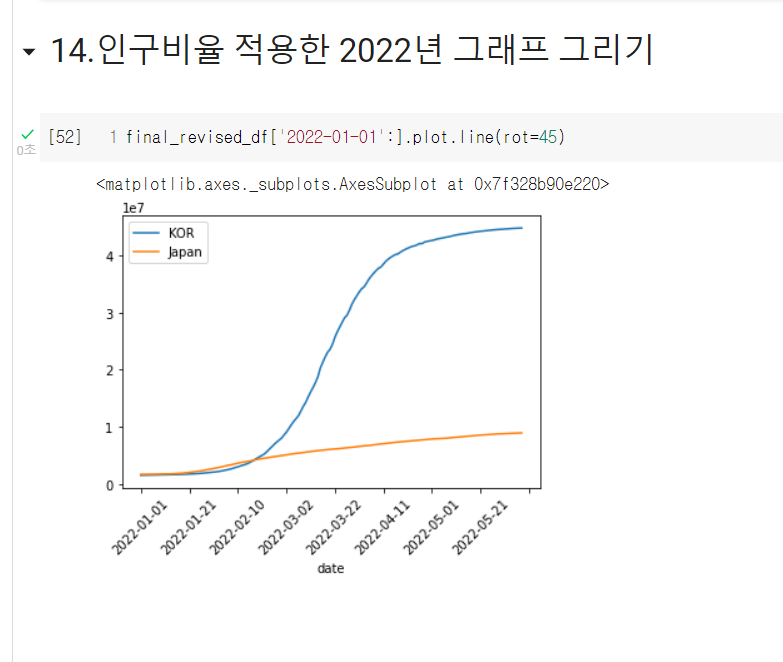 14.인구비율 적용한 2022년 그래프 그리기
0초
[52] 1 final_revised_df['2022-01-01':].plot.line(rot=45)
<matplotlib.axes._subplots.AxesSubplot at 0x7f328b90e220>
1e7
KOR
Japan
4
3
2
1
0
2022-01-01
2022-01-21
2022-02-10
2022-03-02
2022-03-22
2022-04-11
2022-05-01
2022-05-21
date